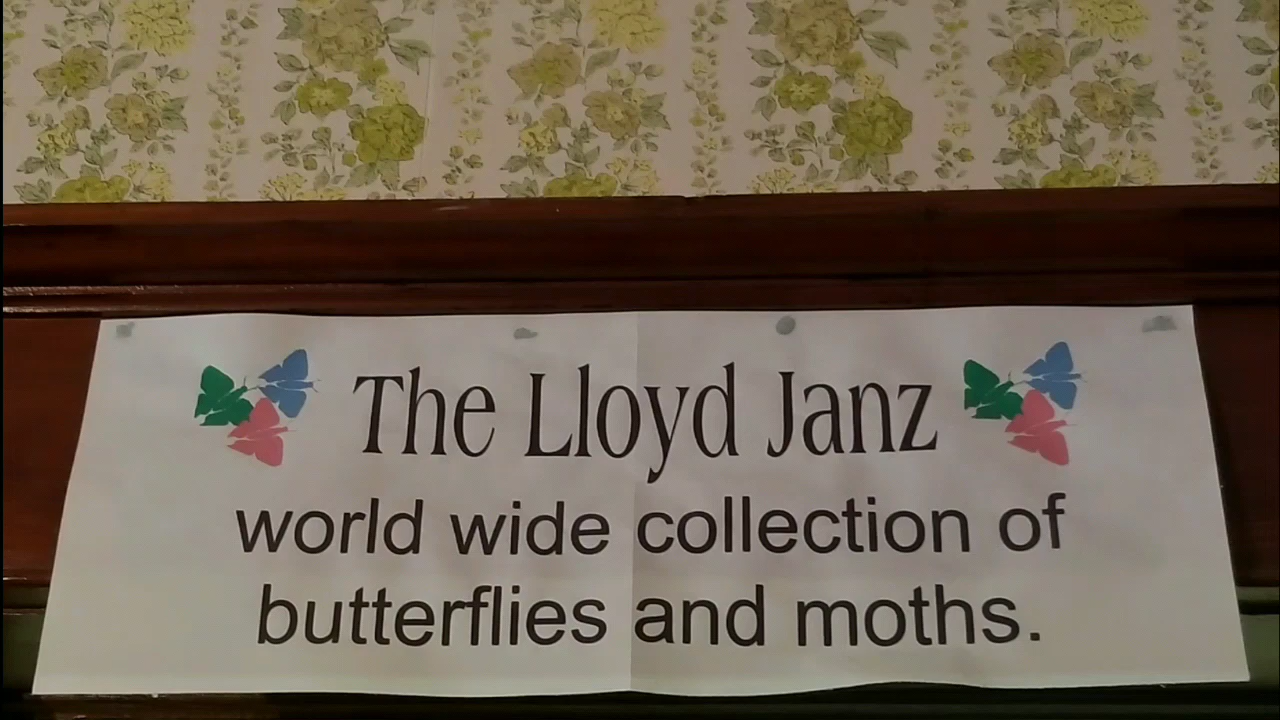 The Lloyd Janz
world wide collection of
butterflies and moths.